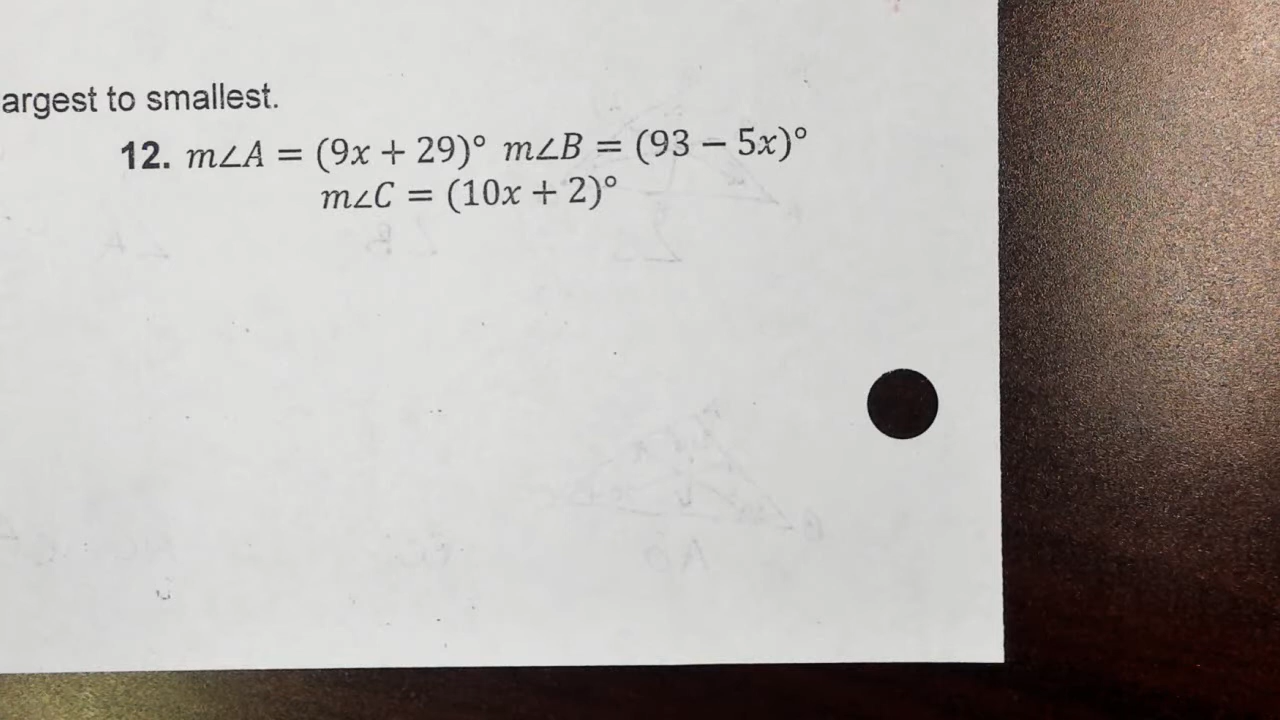 argest to smallest.
12. m∠A = (9x + 29)° m∠B = (93 – 5x)°
m∠C = (10x + 2)°